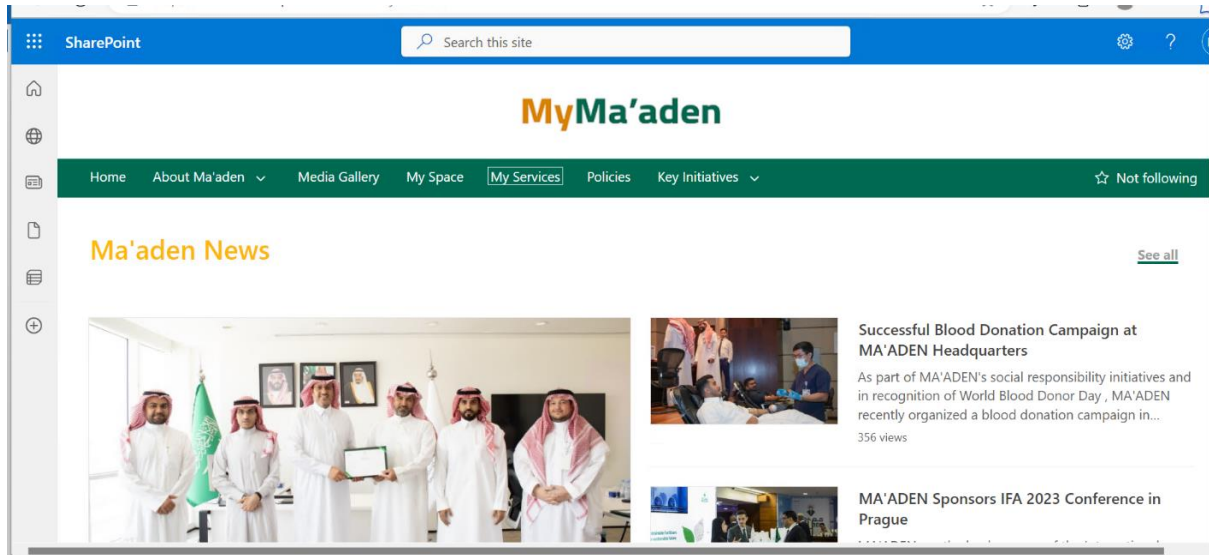 SharePoint
Search this site
MyMa'aden
Home About Ma'aden Media Gallery My Space My Services Policies Key Initiatives Not following
Ma'aden News
See all
Successful Blood Donation Campaign at
MA'ADEN Headquarters
As part of MA'ADEN's social responsibility initiatives and
in recognition of World Blood Donor Day , MA'ADEN
recently organized a blood donation campaign in...
356 views
MA'ADEN Sponsors IFA 2023 Conference in
Prague